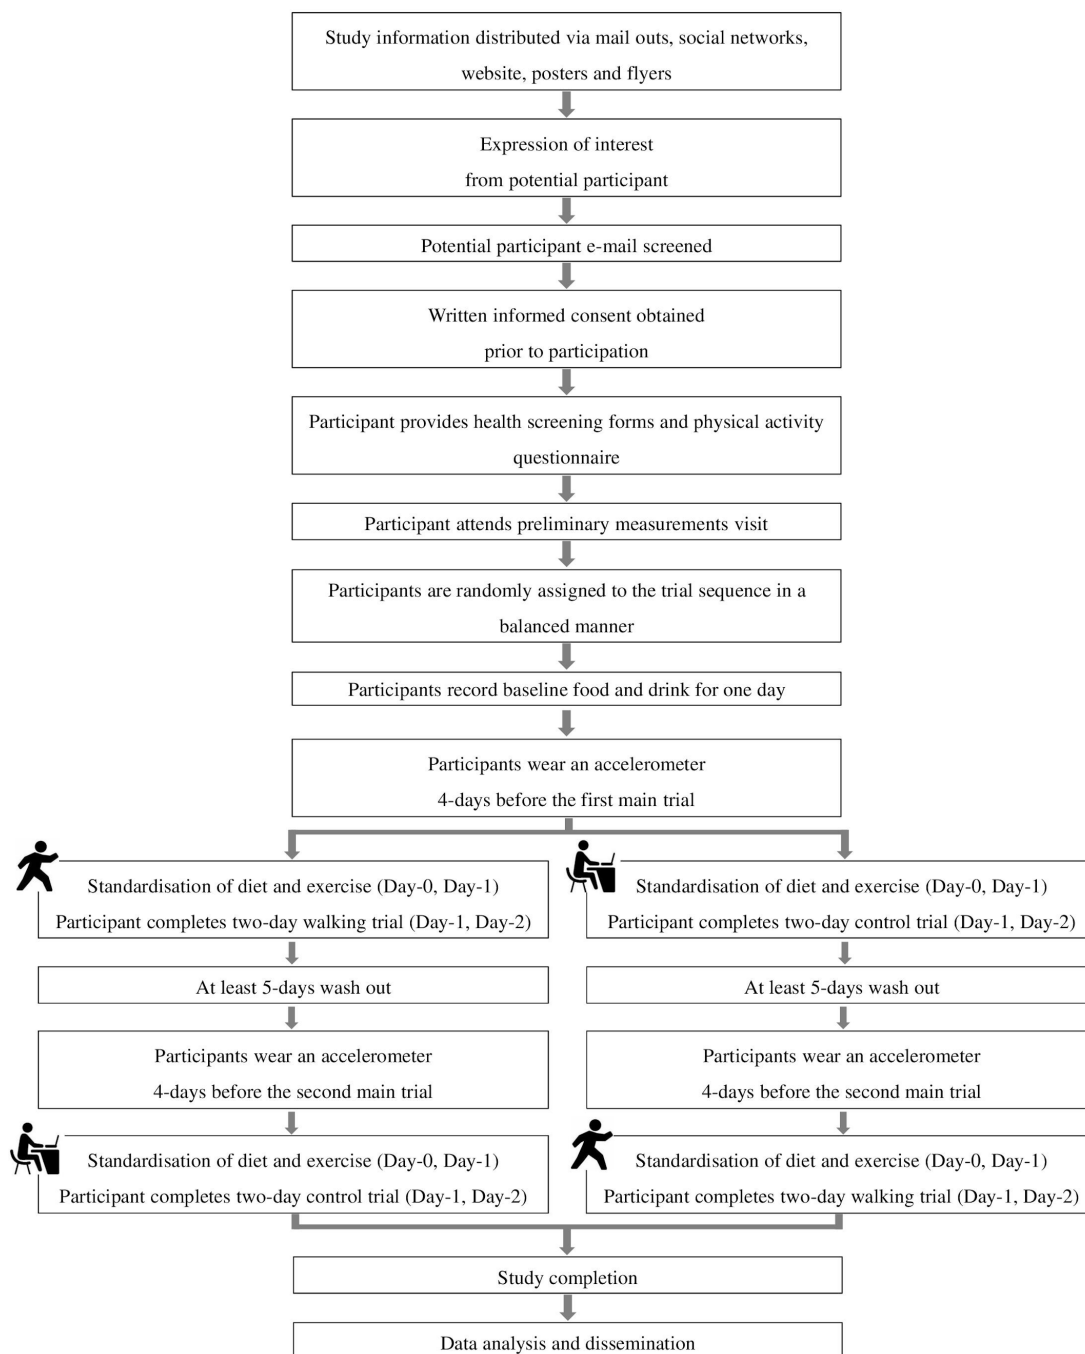 Study information distributed via mail outs, social networks,
website, posters and flyers
Expression of interest
from potential participant
Potential participant e-mail screened
Written informed consent obtained
prior to participation
Participant provides health screening forms and physical activity
questionnaire
Participant attends preliminary measurements visit
Participants are randomly assigned to the trial sequence in a
balanced manner
Participants record baseline food and drink for one day
Participants wear an accelerometer
4-days before the first main trial
Standardisation of diet and exercise (Day-0, Day-1)
Participant completes two-day walking trial (Day-1, Day-2)
At least 5-days wash out
Participants wear an accelerometer
4-days before the second main trial
Standardisation of diet and exercise (Day-0, Day-1)
Participant completes two-day control trial (Day-1, Day-2)
Standardisation of diet and exercise (Day-0, Day-1)
Participant completes two-day control trial (Day-1, Day-2)
At least 5-days wash out
Participants wear an accelerometer
4-days before the second main trial
Standardisation of diet and exercise (Day-0, Day-1)
Participant completes two-day walking trial (Day-1, Day-2)
Study completion
Data analysis and dissemination